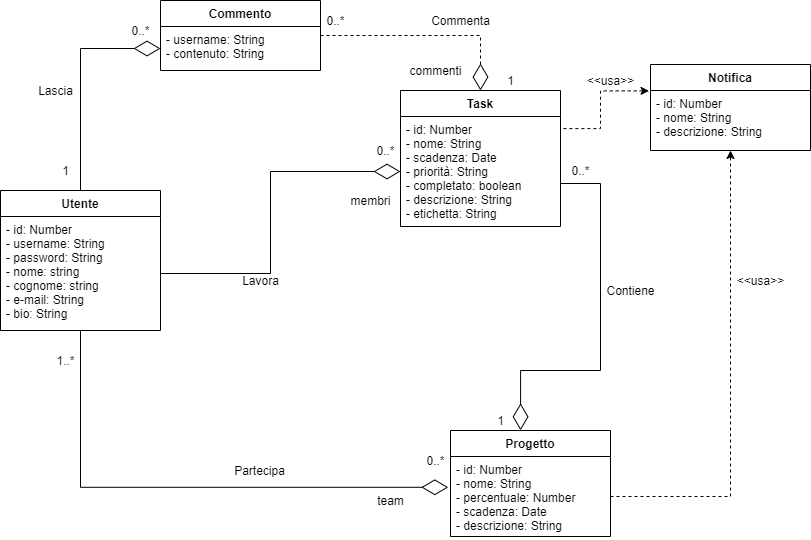 Commento
- username: String
- contenuto: String
0..*
0..*
Commenta
Lascia
commenti
1
<<usa>>
Notifica
- id: Number
- nome: String
- descrizione: String
Task
- id: Number
- nome: String
- scadenza: Date
- priorità: String
- completato: boolean
- descrizione: String
- etichetta: String
0..*
membri
0..*
1
Utente
- id: Number
- username: String
- password: String
- nome: string
- cognome: string
- e-mail: String
- bio: String
Lavora
Contiene
<<usa>>
1..*
1
Progetto
- id: Number
- nome: String
- percentuale: Number
- scadenza: Date
- descrizione: String
0..*
Partecipa
team